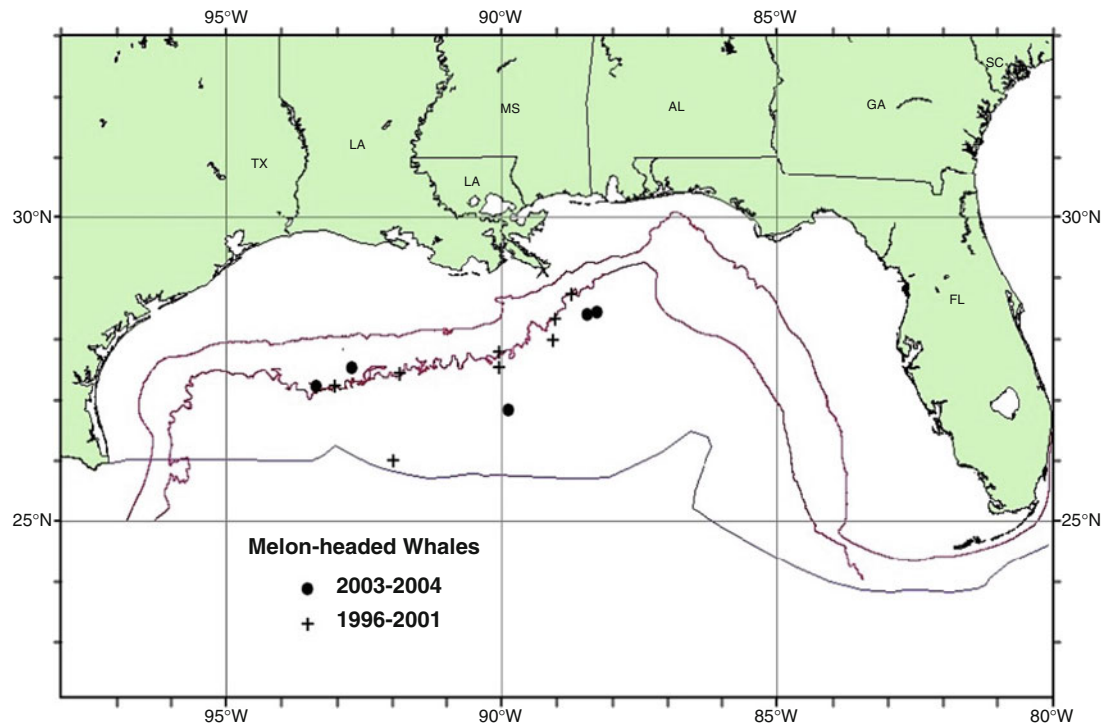 95°W 90°W 85°W
SC
MS AL GA
LA
TX
LA
30°N 30°N
FL
25°N 25°N
Melon-headed Whales
2003-2004
1996-2001
95°W 90°W 85°W 80°W